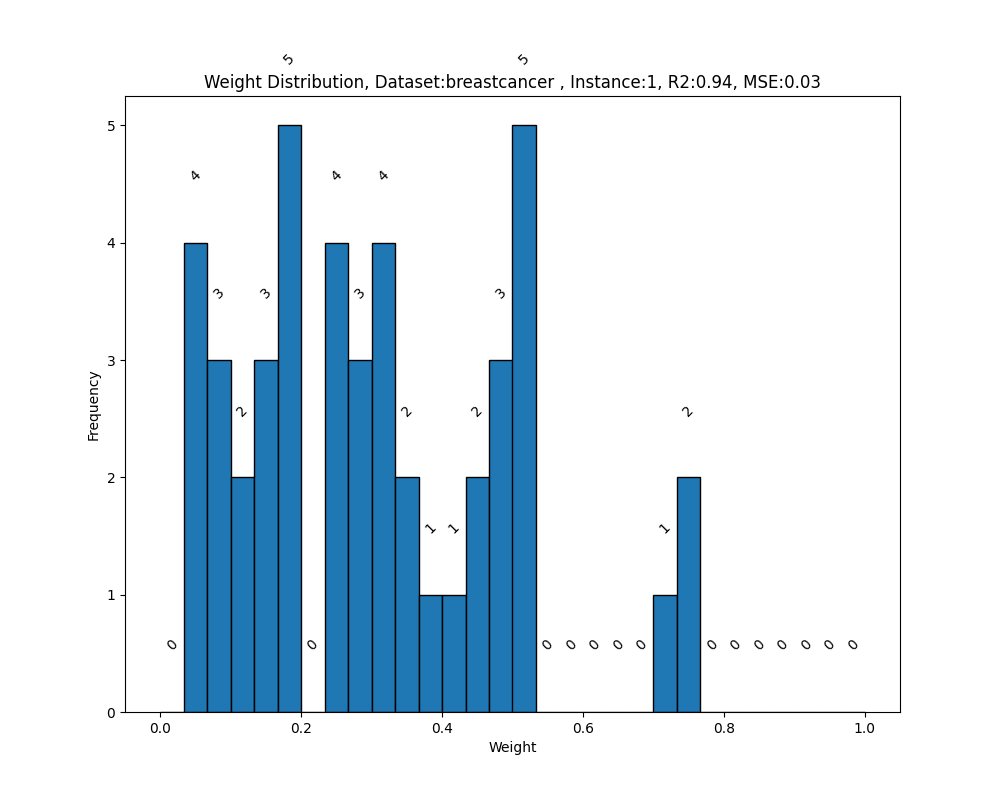 5 5
Weight Distribution, Dataset:breastcancer , Instance:1, R2:0.94, MSE:0.03
5
4 4 4
4
3 3 3 3
3
2 2 2 2
2
1 1 1
1
0 0 0 0 0 0 0 0 0 0 0 0 0 0
0
0.0 0.2 0.4 0.6 0.8 1.0
Frequency
Weight